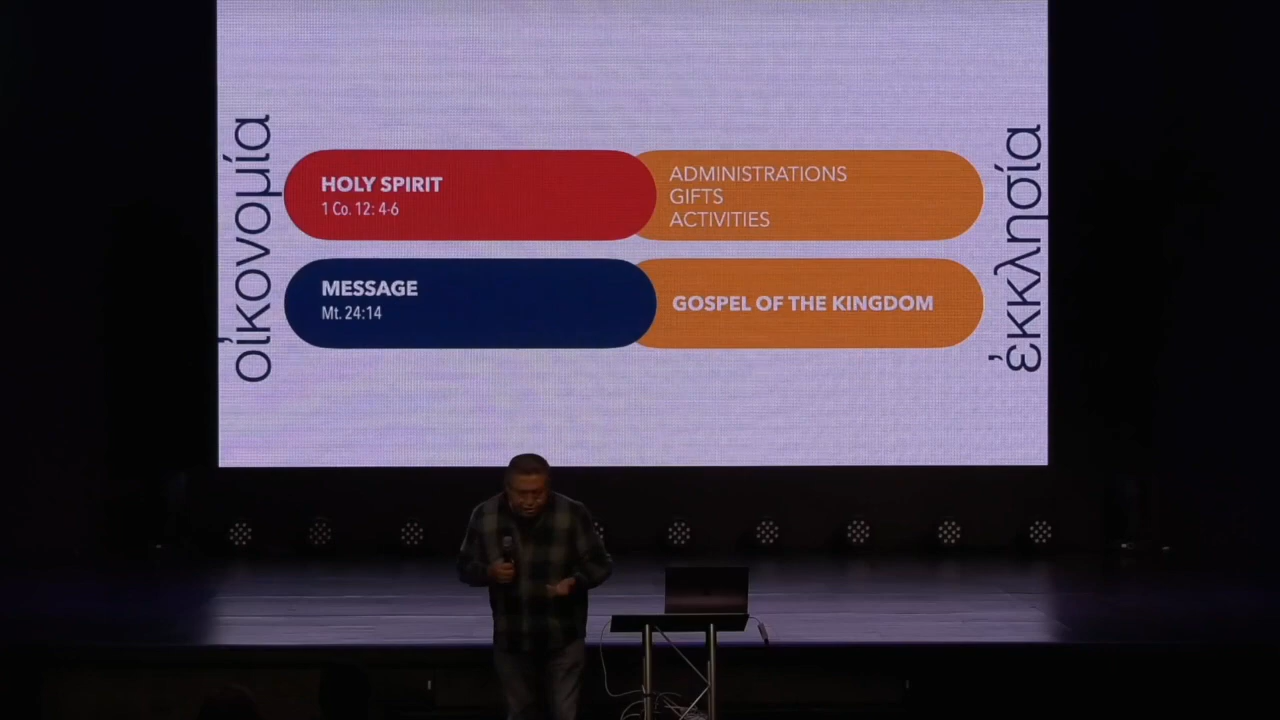 οἰκονομία
HOLY SPIRIT
1 Co. 12: 4-6
ADMINISTRATIONS
GIFTS
ACTIVITIES
MESSAGE
Mt. 24:14
GOSPEL OF THE KINGDOM
ἐκκλησία